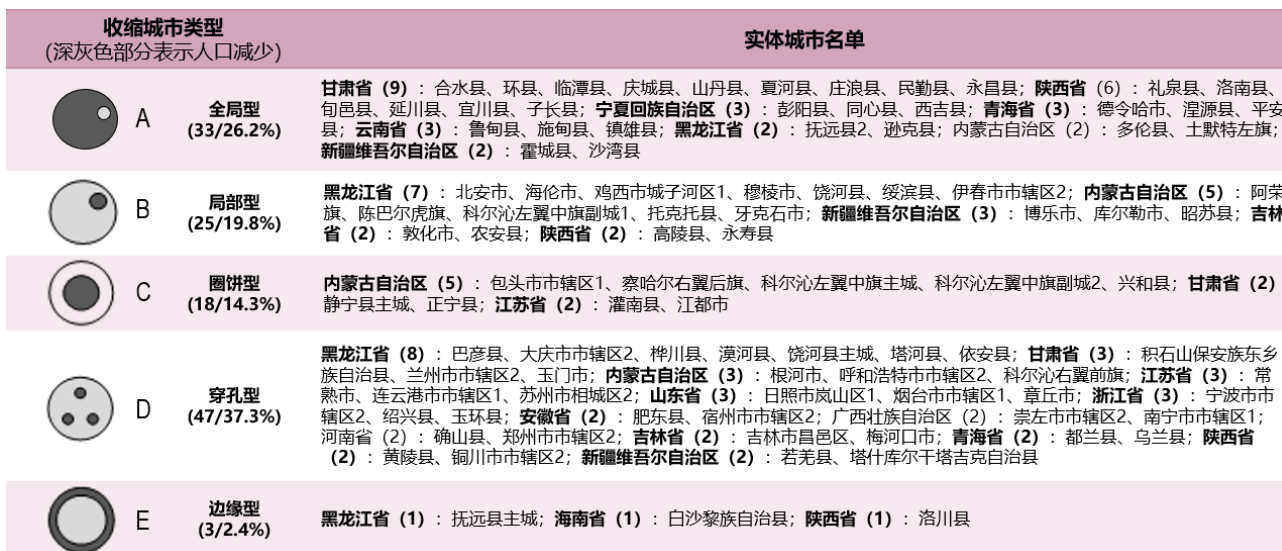 收缩城市类型
(深灰色部分表示人口减少)
实体城市名单
A
全局型
(33/26.2%)
甘肃省(9):合水县、环县、临潭县、庆城县、山丹县、夏河县、庄浪县、民勤县、永昌县;陕西省(6):礼泉县、洛南县、
旬邑县、延川县、宜川县、子长县;宁夏回族自治区(3):彭阳县、同心县、西吉县;青海省(3):德令哈市、湟源县、平安
县;云南省(3):鲁甸县、施甸县、镇雄县;黑龙江省(2):抚远县2、逊克县;内蒙古自治区(2):多伦县、土默特左旗;
新疆维吾尔自治区(2):霍城县、沙湾县
B
局部型
(25/19.8%)
黑龙江省(7):北安市、海伦市、鸡西市城子河区1、穆棱市、饶河县、绥滨县、伊春市市辖区2;内蒙古自治区(5):阿荣
旗、陈巴尔虎旗、科尔沁左翼中旗副城1、托克托县、牙克石市;新疆维吾尔自治区(3):博乐市、库尔勒市、昭苏县;吉林
省(2):敦化市、农安县;陕西省(2):高陵县、永寿县
C
圈饼型
(18/14.3%)
内蒙古自治区(5):包头市市辖区1、察哈尔右翼后旗、科尔沁左翼中旗主城、科尔沁左翼中旗副城2、兴和县;甘肃省(2)
静宁县主城、正宁县;江苏省(2):灌南县、江都市
D
穿孔型
(47/37.3%)
黑龙江省(8):巴彦县、大庆市市辖区2、桦川县、漠河县、饶河县主城、塔河县、依安县;甘肃省(3):积石山保安族东乡
族自治县、兰州市市辖区2、玉门市;内蒙古自治区(3):根河市、呼和浩特市市辖区2、科尔沁右翼前旗;江苏省(3):常
熟市、连云港市市辖区1、苏州市相城区2;山东省(3):日照市岚山区1、烟台市市辖区1、章丘市;浙江省(3):宁波市市
辖区2、绍兴县、玉环县;安徽省(2):肥东县、宿州市市辖区2;广西壮族自治区(2):崇左市市辖区2、南宁市市辖区1;
河南省(2):确山县、郑州市市辖区2;吉林省(2):吉林市昌邑区、梅河口市;青海省(2):都兰县、乌兰县;陕西省
(2):黄陵县、铜川市市辖区2;新疆维吾尔自治区(2):若羌县、塔什库尔干塔吉克自治县
E
边缘型
(3/2.4%)
黑龙江省(1):抚远县主城;海南省(1):白沙黎族自治县;陕西省(1):洛川县